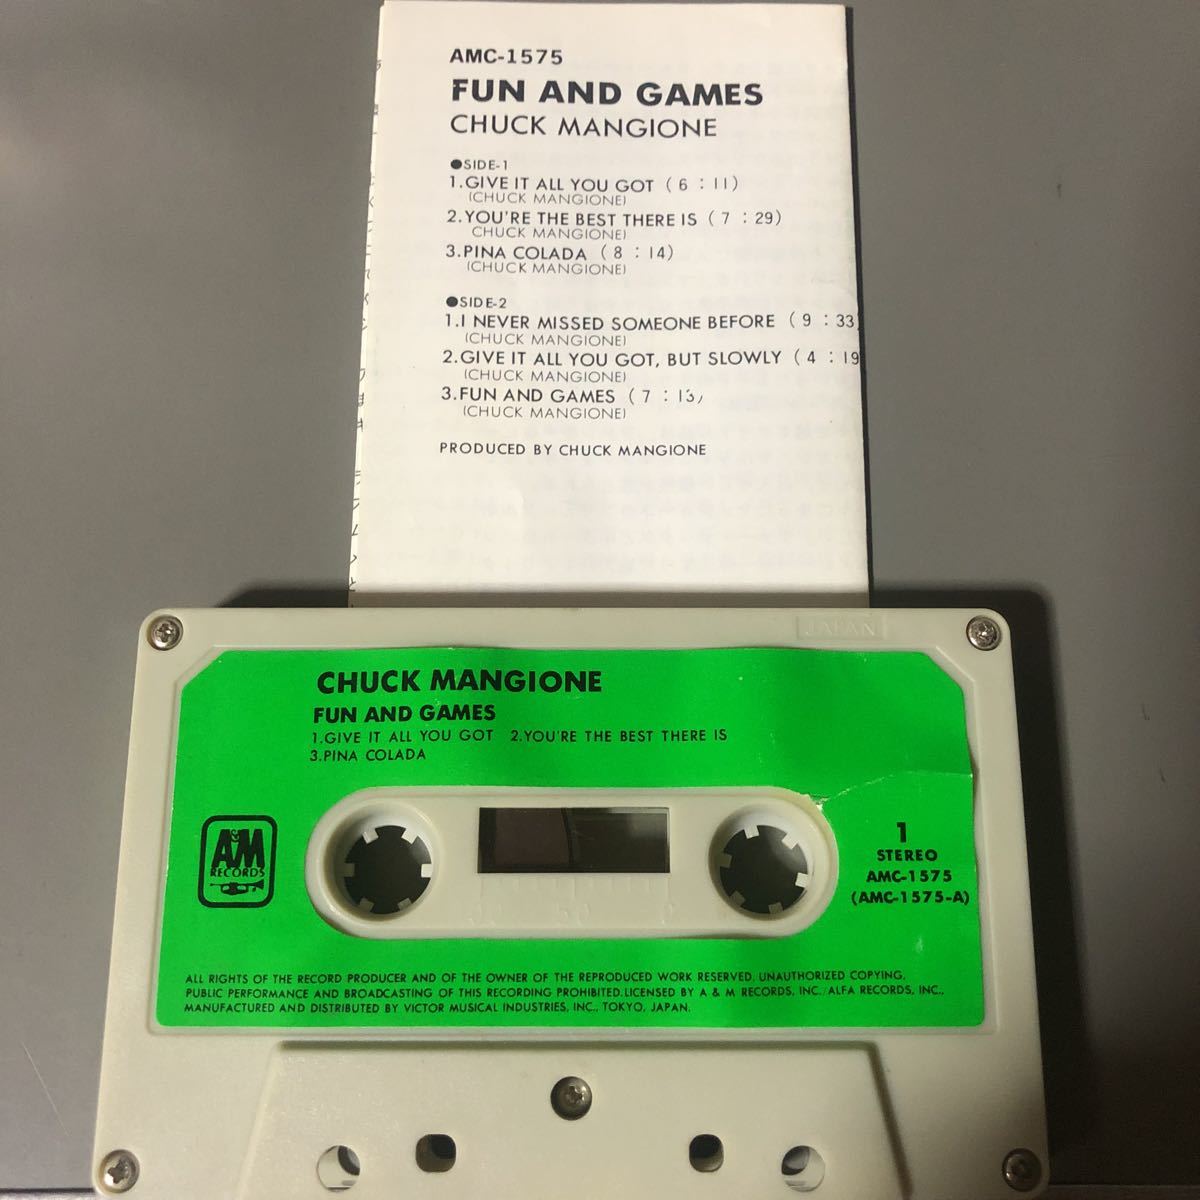 AMC-1575
FUN AND GAMES
CHUCK MANGIONE
●SIDE-1
1.GIVE IT ALL YOU GOT ( 6 : 11)
(CHUCK MANGIONE)
2.YOU'RE THE BEST THERE IS ( 7 : 29)
CHUCK MANGIONE)
3.PINA COLADA ( 8 : 14)
(CHUCK MANGIONE)
●SIDE-2
1.I NEVER MISSED SOMEONE BEFORE ( 9 : 33)
(CHUCK MANGIONE)
2.GIVE IT ALL YOU GOT, BUT SLOWLY ( 4 : 19
(CHUCK MANGIONE)
3.FUN AND GAMES ( 7 : 13)
(CHUCK MANGIONE)
PRODUCED BY CHUCK MANGIONE
JAPAN
CHUCK MANGIONE
FUN AND GAMES
1.GIVE IT ALL YOU GOT 2.YOU'RE THE BEST THERE IS
3.PINA COLADA
A&M
RECORDS
1
STEREO
AMC-1575
(AMC-1575-A)
50 0
ALL RIGHTS OF THE RECORD PRODUCER AND OF THE OWNER OF THE REPRODUCED WORK RESERVED. UNAUTHORIZED COPYING,
PUBLIC PERFORMANCE AND BROADCASTING OF THIS RECORDING PROHIBITED.LICENSED BY A & M RECORDS, INC./ALFA RECORDS, INC.,
MANUFACTURED AND DISTRIBUTED BY VICTOR MUSICAL INDUSTRIES, INC., TOKYO, JAPAN.